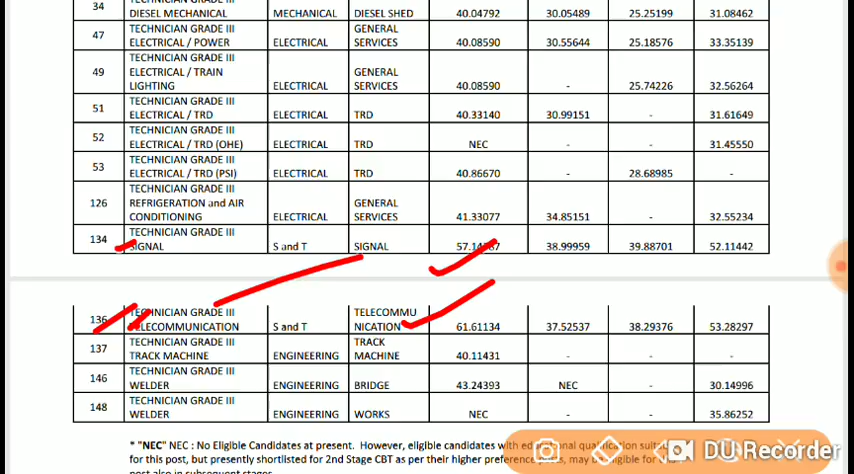 34 TECHNICIAN GRADE III
DIESEL MECHANICAL MECHANICAL DIESEL SHED 40.04792 30.05489 25.25199 31.08462
47 TECHNICIAN GRADE III
ELECTRICAL / POWER ELECTRICAL GENERAL
SERVICES 40.08590 30.55644 25.18576 33.35139
49 TECHNICIAN GRADE III
ELECTRICAL / TRAIN
LIGHTING ELECTRICAL GENERAL
SERVICES 40.08590 - 25.74226 32.56264
51 TECHNICIAN GRADE III
ELECTRICAL / TRD ELECTRICAL TRD 40.33140 30.99151 - 31.61649
52 TECHNICIAN GRADE III
ELECTRICAL / TRD (OHE) ELECTRICAL TRD NEC - - 31.45550
53 TECHNICIAN GRADE III
ELECTRICAL / TRD (PSI) ELECTRICAL TRD 40.86670 - 28.68985 -
126 TECHNICIAN GRADE III
REFRIGERATION and AIR
CONDITIONING ELECTRICAL GENERAL
SERVICES 41.33077 34.85151 - 32.55234
134 TECHNICIAN GRADE III
SIGNAL S and T SIGNAL 38.99959 39.88701 52.11442
136 TECHNICIAN GRADE III
TELECOMMUNICATION S and T TELECOMMU
NICATION 61.61134 37.52537 38.29376 53.28297
137 TECHNICIAN GRADE III
TRACK MACHINE ENGINEERING TRACK
MACHINE 40.11431 - - -
146 TECHNICIAN GRADE III
WELDER ENGINEERING BRIDGE 43.24393 NEC - 30.14996
148 TECHNICIAN GRADE III
WELDER ENGINEERING WORKS NEC - - 35.86252
* "NEC" NEC : No Eligible Candidates at present. However, eligible candidates with
for this post, but presently shortlisted for 2nd Stage CBT as per their higher preference
post also in subsequent stages
DU Recorder